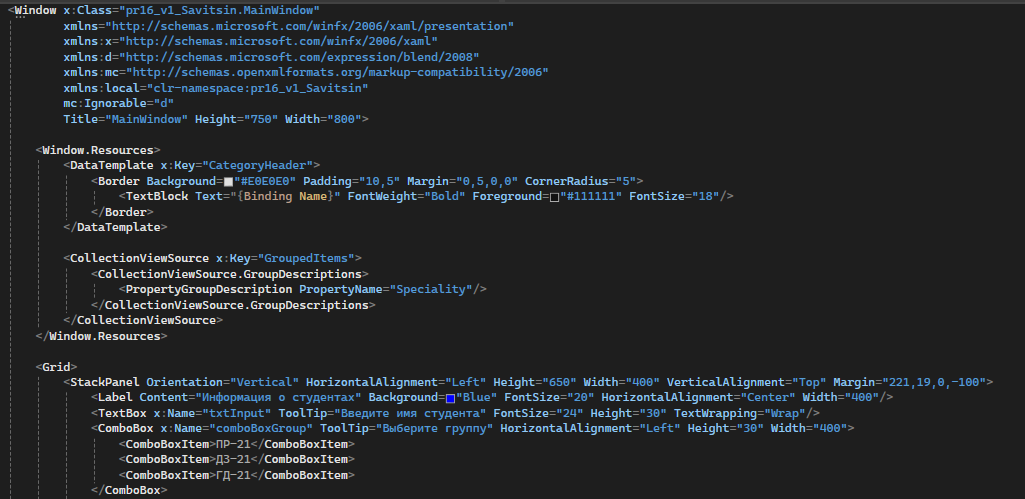 <Window x:Class="pr16_v1_Savitsin.MainWindow"
xmlns="http://schemas.microsoft.com/winfx/2006/xaml/presentation"
xmlns:x="http://schemas.microsoft.com/winfx/2006/xaml"
xmlns:d="http://schemas.microsoft.com/expression/blend/2008"
xmlns:mc="http://schemas.openxmlformats.org/markup-compatibility/2006"
xmlns:local="clr-namespace:pr16_v1_Savitsin"
mc:Ignorable="d"
Title="MainWindow" Height="750" Width="800">
<Window.Resources>
<DataTemplate x:Key="CategoryHeader">
<Border Background="#E0E0E0" Padding="10,5" Margin="0,5,0,0" CornerRadius="5">
<TextBlock Text="{Binding Name}" FontWeight="Bold" Foreground="#111111" FontSize="18"/>
</Border>
</DataTemplate>
<CollectionViewSource x:Key="GroupedItems">
<CollectionViewSource.GroupDescriptions>
<PropertyGroupDescription PropertyName="Speciality"/>
</CollectionViewSource.GroupDescriptions>
</CollectionViewSource>
</Window.Resources>
<Grid>
<StackPanel Orientation="Vertical" HorizontalAlignment="Left" Height="650" Width="400" VerticalAlignment="Top" Margin="221,19,0,-100">
<Label Content="Информация о студентах" Background="Blue" FontSize="20" HorizontalAlignment="Center" Width="400"/>
<TextBox x:Name="txtInput" ToolTip="Введите имя студента" FontSize="24" Height="30" TextWrapping="Wrap"/>
<ComboBox x:Name="comboBoxGroup" ToolTip="Выберите группу" HorizontalAlignment="Left" Height="30" Width="400">
<ComboBoxItem>ПР-21</ComboBoxItem>
<ComboBoxItem>ДЗ-21</ComboBoxItem>
<ComboBoxItem>ГД-21</ComboBoxItem>
</ComboBox>